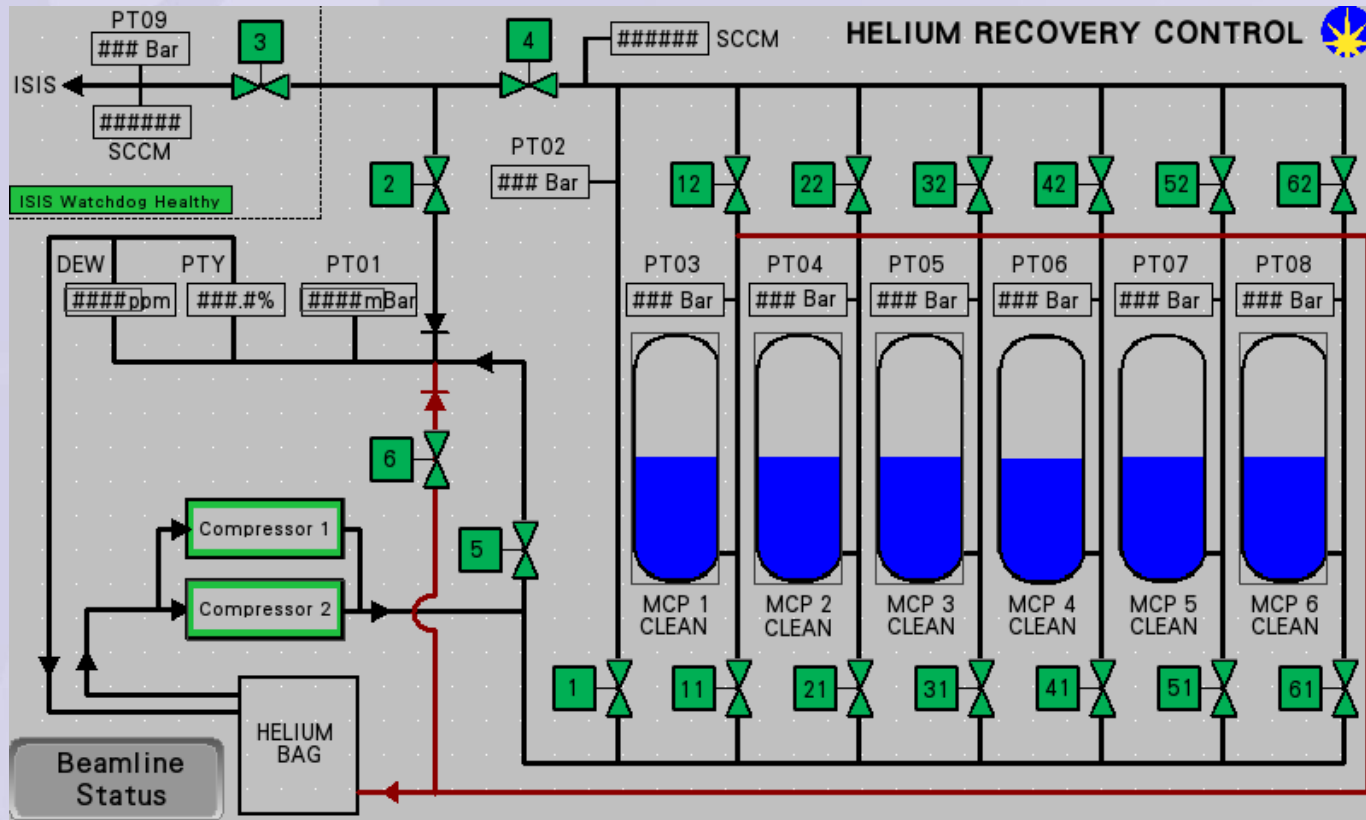 PT09
### Bar
3
4
###### SCCM
HELIUM RECOVERY CONTROL
ISIS
######
SCCM
PT02
### Bar
2
12
22
32
42
52
62
ISIS Watchdog Healthy
DEW
PTY
PT01
PT03
PT04
PT05
PT06
PT07
PT08
####ppm
###.#%
####mBar
### Bar
### Bar
### Bar
### Bar
### Bar
### Bar
6
Compressor 1
5
Compressor 2
MCP 1
CLEAN
MCP 2
CLEAN
MCP 3
CLEAN
MCP 4
CLEAN
MCP 5
CLEAN
MCP 6
CLEAN
1
11
21
31
41
51
61
HELIUM
BAG
Beamline
Status